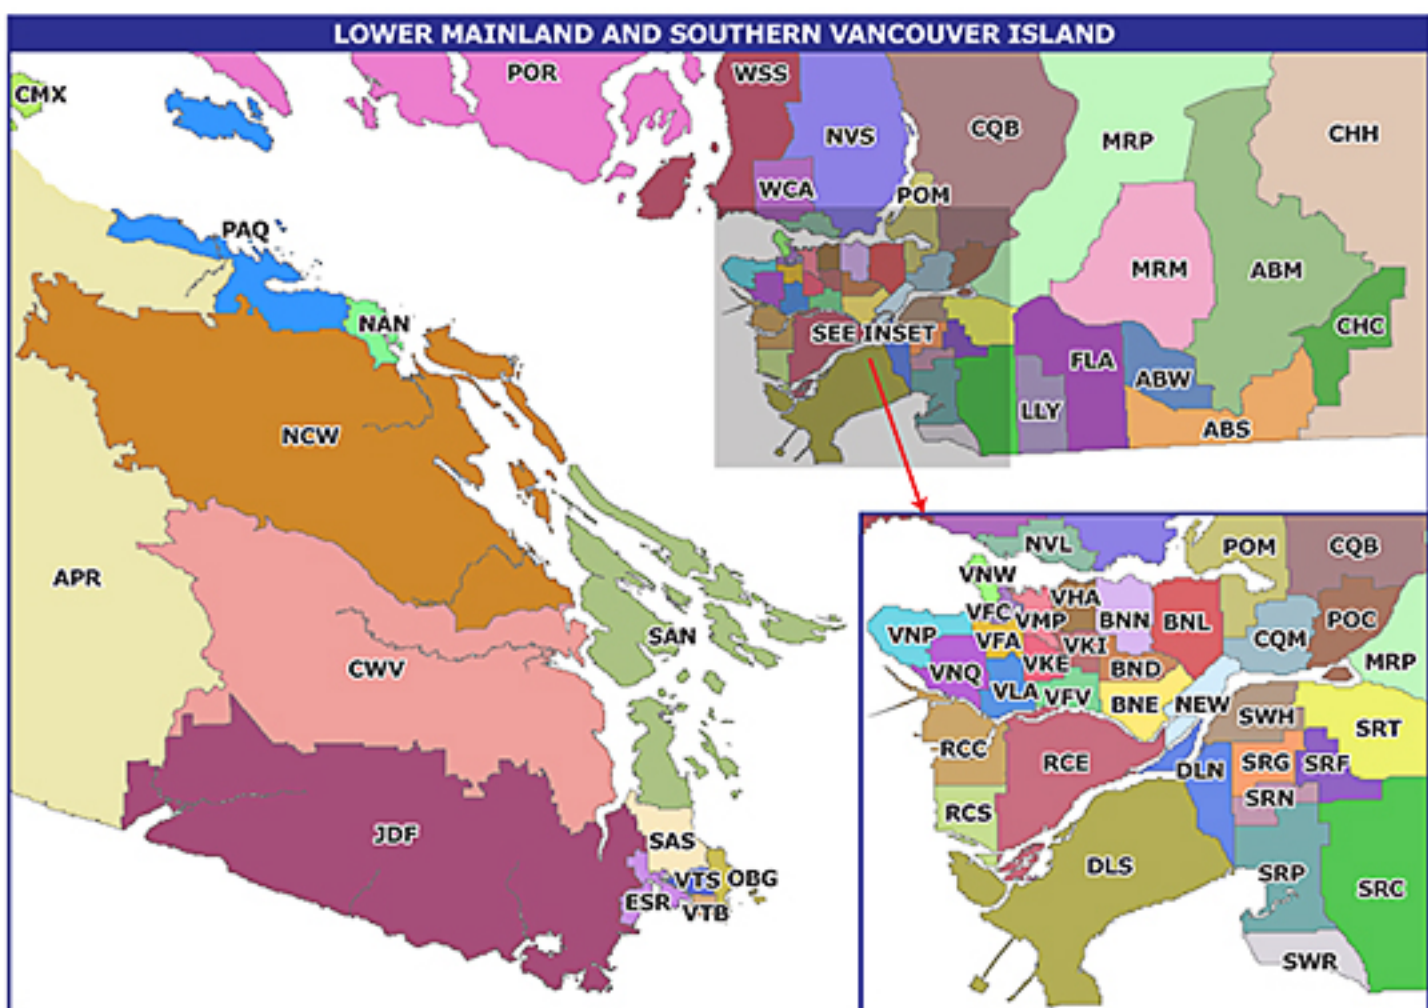 LOWER MAINLAND AND SOUTHERN VANCOUVER ISLAND
CMX
POR
WSS
NVS
CQB
MRP
CHH
WCA
POM
PAQ
MRM
ABM
NAN
SEE INSET
CHC
FLA
ABW
LLY
ABS
NCW
APR
SAN
CWV
JDF
SAS
VTS
OBG
ESR
VTB
NVL
POM
CQB
VNW
VHA
VFC
VMP
BNN
BNL
POC
VNP
VFA
VKI
CQM
VNQ
VKE
BND
MRP
VLA
VFV
BNE
NEW
SWH
SRT
RCC
RCE
DLN
SRG
SRF
SRN
RCS
DLS
SRP
SRC
SWR